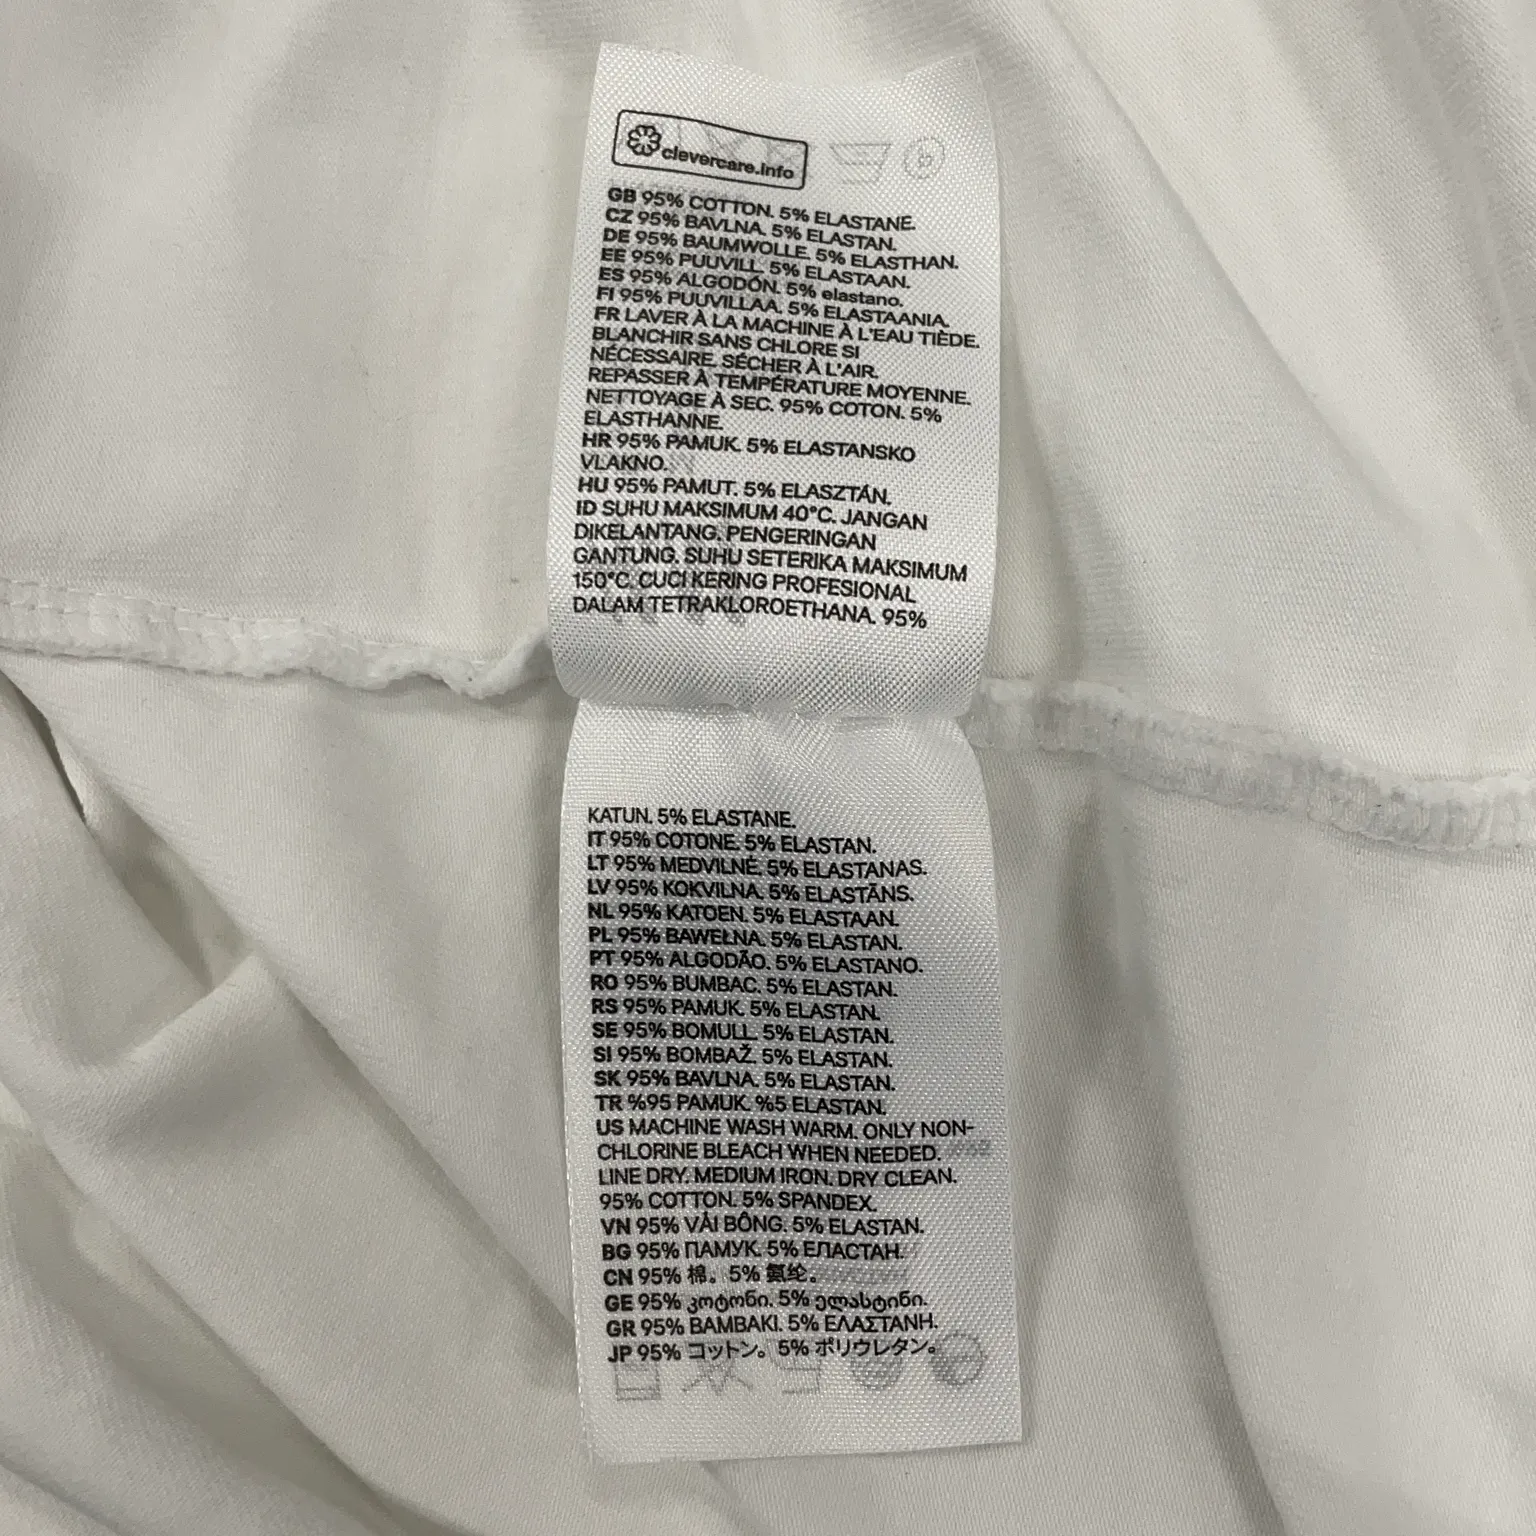 clevercare.info
GB 95% COTTON. 5% ELASTANE.
CZ 95% BAVLNA. 5% ELASTAN.
DE 95% BAUMWOLLE. 5% ELASTHAN.
EE 95% PUUVILL. 5% ELASTAAN.
ES 95% ALGODÓN. 5% elastano.
FI 95% PUUVILLAA. 5% ELASTAANIA.
FR LAVER À LA MACHINE À L'EAU TIÈDE.
BLANCHIR SANS CHLORE SI
NÉCESSAIRE. SÉCHER À L'AIR.
REPASSER À TEMPÉRATURE MOYENNE.
NETTOYAGE À SEC. 95% COTON. 5%
ELASTHANNE.
HR 95% PAMUK. 5% ELASTANSKO
VLAKNO.
HU 95% PAMUT. 5% ELASZTÁN.
ID SUHU MAKSIMUM 40°C. JANGAN
DIKELANTANG. PENGERINGAN
GANTUNG. SUHU SETERIKA MAKSIMUM
150°C. CUCI KERING PROFESIONAL
DALAM TETRAKLOROETHANA. 95%
KATUN. 5% ELASTANE.
IT 95% COTONE. 5% ELASTAN.
LT 95% MEDVILNĖ. 5% ELASTANAS.
LV 95% KOKVILNA. 5% ELASTĀNS.
NL 95% KATOEN. 5% ELASTAAN.
PL 95% BAWEŁNA. 5% ELASTAN.
PT 95% ALGODÃO. 5% ELASTANO.
RO 95% BUMBAC. 5% ELASTAN.
RS 95% PAMUK. 5% ELASTAN.
SE 95% BOMULL. 5% ELASTAN.
SI 95% BOMBAŽ. 5% ELASTAN.
SK 95% BAVLNA. 5% ELASTAN.
TR %95 PAMUK. %5 ELASTAN.
US MACHINE WASH WARM. ONLY NON-
CHLORINE BLEACH WHEN NEEDED.
LINE DRY. MEDIUM IRON. DRY CLEAN.
95% COTTON. 5% SPANDEX.
VN 95% VẢI BÔNG. 5% ELASTAN.
BG 95% ПАМУК. 5% ЕЛАСТАН.
CN 95% 棉。5% 氨纶。
GE 95% კოტონი. 5% ელასტინი.
GR 95% ΒΑΜΒΑΚΙ. 5% ΕΛΑΣΤΑΝΗ.
JP 95% コットン。5% ポリウレタン。